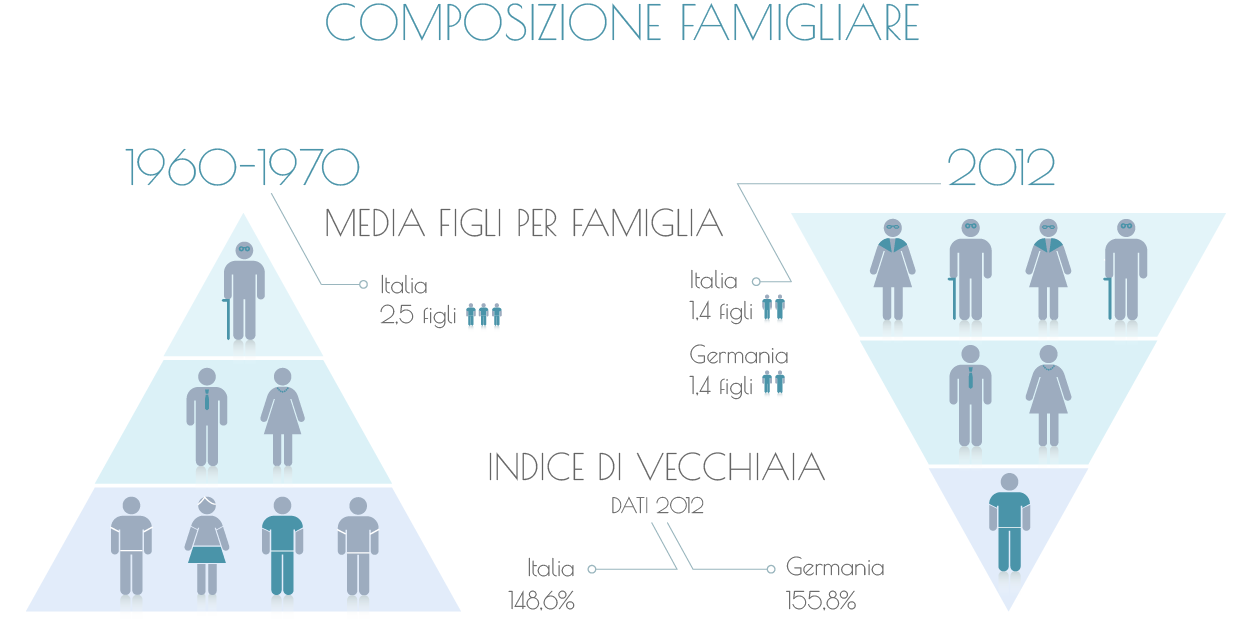 COMPOSIZIONE FAMIGLIARE
1960-1970
2012
MEDIA FIGLI PER FAMIGLIA
Italia
2,5 figli
Italia
1,4 figli
Germania
1,4 figli
INDICE DI VECCHIAIA
DATI 2012
Italia
148,6%
Germania
155,8%